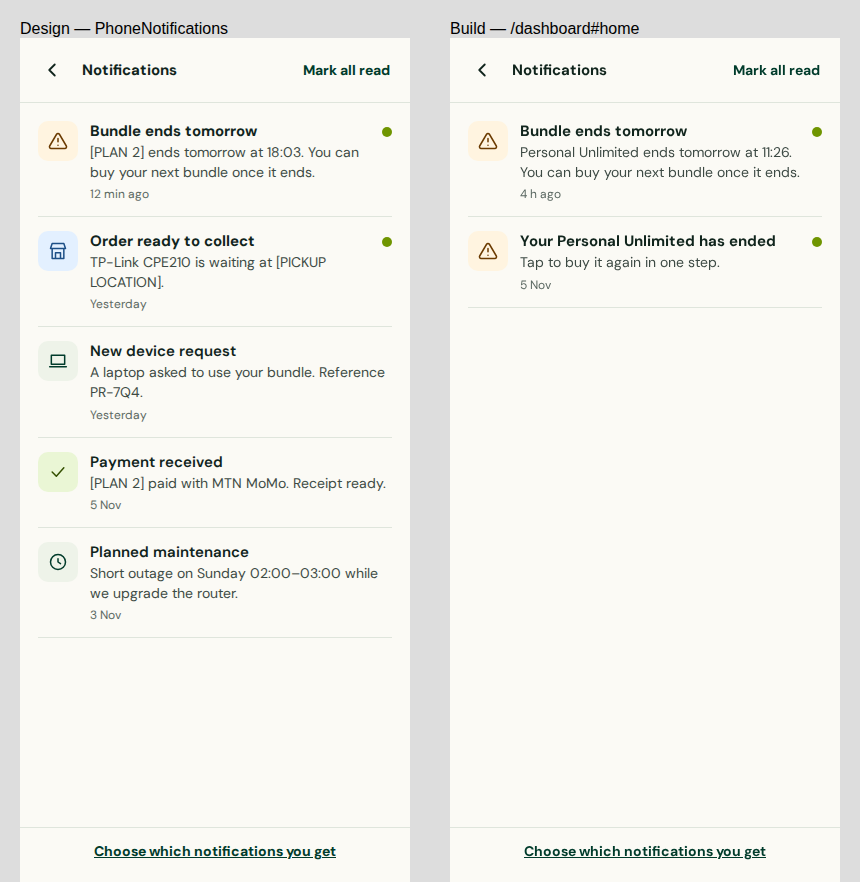 Design — PhoneNotifications
Notifications
Mark all read
Bundle ends tomorrow
[PLAN 2] ends tomorrow at 18:03. You can
buy your next bundle once it ends.
12 min ago
Order ready to collect
TP-Link CPE210 is waiting at [PICKUP
LOCATION].
Yesterday
New device request
A laptop asked to use your bundle. Reference
PR-7Q4.
Yesterday
Payment received
[PLAN 2] paid with MTN MoMo. Receipt ready.
5 Nov
Planned maintenance
Short outage on Sunday 02:00–03:00 while
we upgrade the router.
3 Nov
Choose which notifications you get
Build — /dashboard#home
Notifications
Mark all read
Bundle ends tomorrow
Personal Unlimited ends tomorrow at 11:26.
You can buy your next bundle once it ends.
4 h ago
Your Personal Unlimited has ended
Tap to buy it again in one step.
5 Nov
Choose which notifications you get